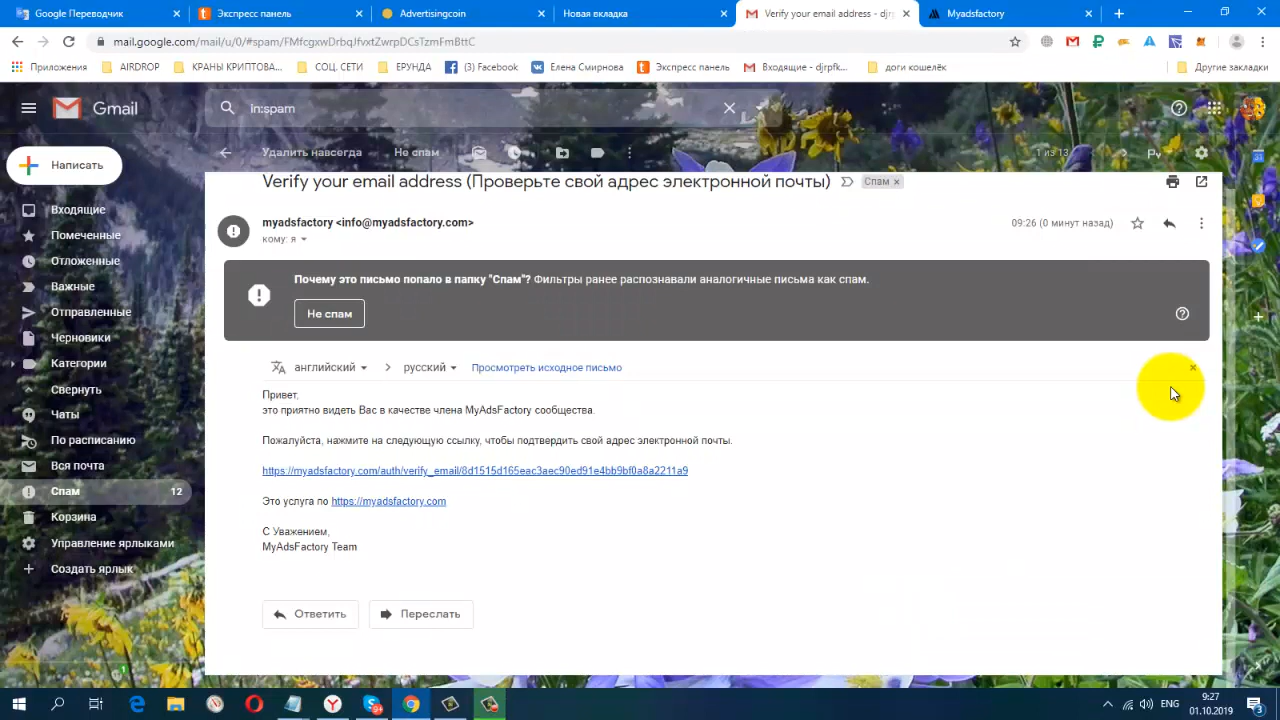 Google Переводчик
Экспресс панель
Advertisingcoin
Новая вкладка
Verify your email address - djrp
Myadsfactory
mail.google.com/mail/u/0/#spam/FMfcgxwDrbqJfvxtZwrpDCsTzmFmBttC
Приложения
AIRDROP
КРАНЫ КРИПТОВА...
СОЦ. СЕТИ
ЕРУНДА
(3) Facebook
Елена Смирнова
Экспресс панель
Входящие - djrpfk...
доги кошелёк
Другие закладки
Gmail
in:spam
Написать
Удалить навсегда
Не спам
1 из 13
Ру
31
Verify your email address (Проверьте свой адрес электронной почты)
Спам ×
myadsfactory <info@myadsfactory.com>
кому: я
09:26 (0 минут назад)
Почему это письмо попало в папку "Спам"? Фильтры ранее распознавали аналогичные письма как спам.
Не спам
английский > русский Просмотреть исходное письмо
Привет,
это приятно видеть Вас в качестве члена MyAdsFactory сообщества.
Пожалуйста, нажмите на следующую ссылку, чтобы подтвердить свой адрес электронной почты.
https://myadsfactory.com/auth/verify_email/8d1515d165eac3aec90ed91e4bb9bf0a8a2211a9
Это услуга по https://myadsfactory.com
С Уважением,
MyAdsFactory Team
Ответить
Переслать
Входящие
Помеченные
Отложенные
Важные
Отправленные
Черновики
Категории
Свернуть
Чаты
По расписанию
Вся почта
Спам 12
Корзина
Управление ярлыками
Создать ярлык
1
9+
ENG
9:27
01.10.2019
3